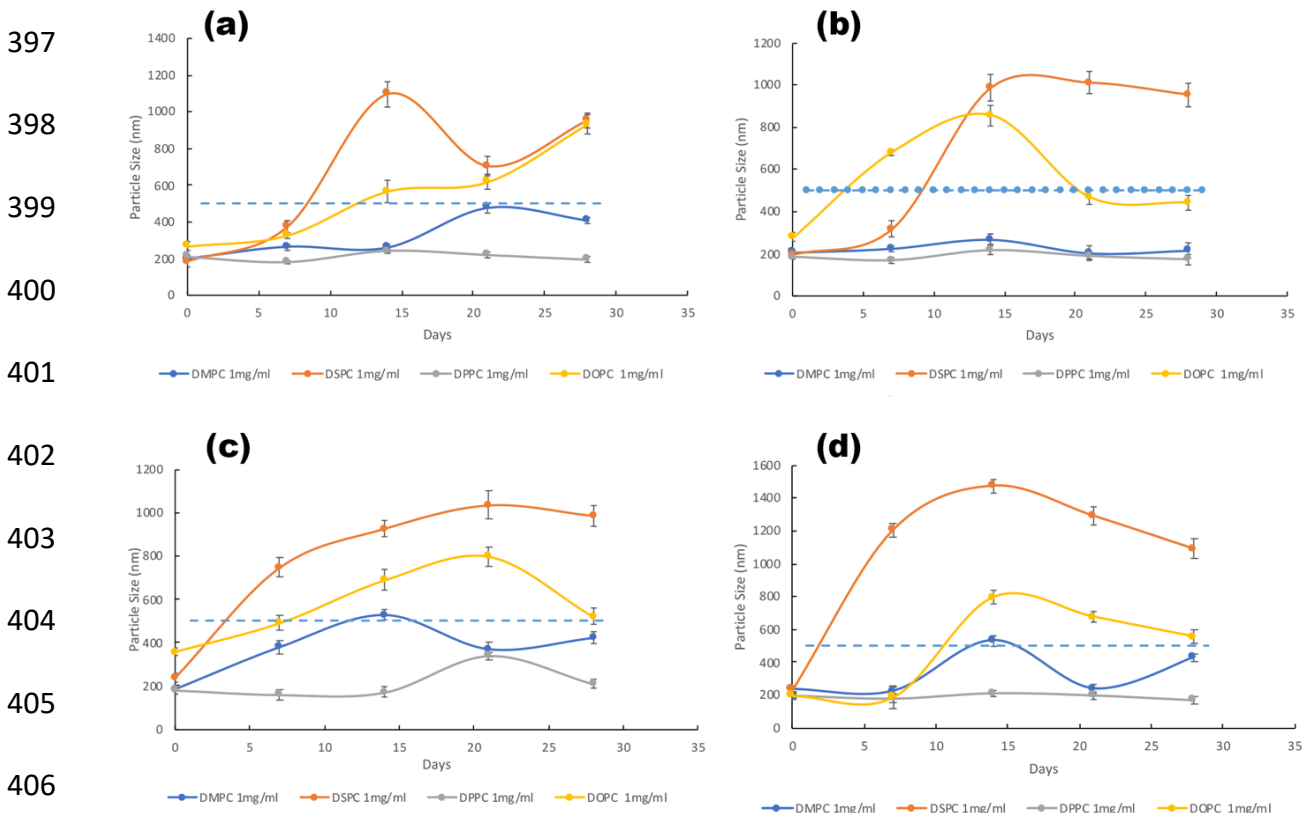 397
398
399
400
401
402
403
404
405
406
(a)
1400
1200
1000
800
600
400
200
0
Particle Size (nm)
0 5 10 15 20 25 30 35
Days
DMPC 1mg/ml DSPC 1mg/ml DPPC 1mg/ml DOPC 1mg/ml
(b)
1200
1000
800
600
400
200
0
Particle Size (nm)
0 5 10 15 20 25 30 35
Days
DMPC 1mg/ml DSPC 1mg/ml DPPC 1mg/ml DOPC 1mg/ml
(c)
1200
1000
800
600
400
200
0
Particle Size (nm)
0 5 10 15 20 25 30 35
Days
DMPC 1mg/ml DSPC 1mg/ml DPPC 1mg/ml DOPC 1mg/ml
(d)
1600
1400
1200
1000
800
600
400
200
0
Particle Size (nm)
0 5 10 15 20 25 30 35
Days
DMPC 1mg/ml DSPC 1mg/ml DPPC 1mg/ml DOPC 1mg/ml